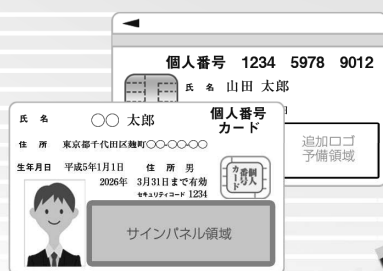 個人番号 1234 5978 9012
氏 名 山田 太郎
追加ロゴ
予備領域
氏 名 ○○ 太郎
個人番号
カード
住 所 東京都千代田区麹町○-○○-○○
生年月日 平成5年1月1日 住 所 男
2026年 3月31日まで有効
セキュリティコード 1234
個人番号カード
サインパネル領域